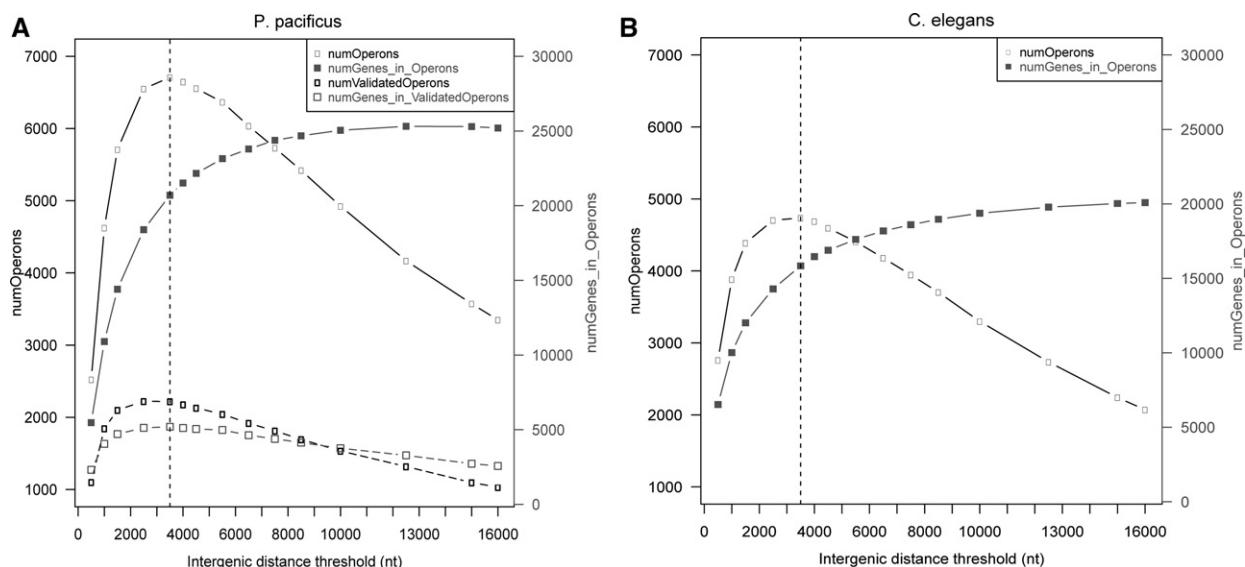 A
P. pacificus
numOperons
numGenes_in_Operons
numValidatedOperons
numGenes_in_ValidatedOperons
7000
6000
5000
4000
3000
2000
1000
numOperons
30000
25000
20000
15000
10000
5000
0
numGenes_in_Operons
0 2000 4000 6000 8000 10000 13000 16000
Intergenic distance threshold (nt)
B
C. elegans
numOperons
numGenes_in_Operons
7000
6000
5000
4000
3000
2000
1000
numOperons
30000
25000
20000
15000
10000
5000
0
numGenes_in_Operons
0 2000 4000 6000 8000 10000 13000 16000
Intergenic distance threshold (nt)